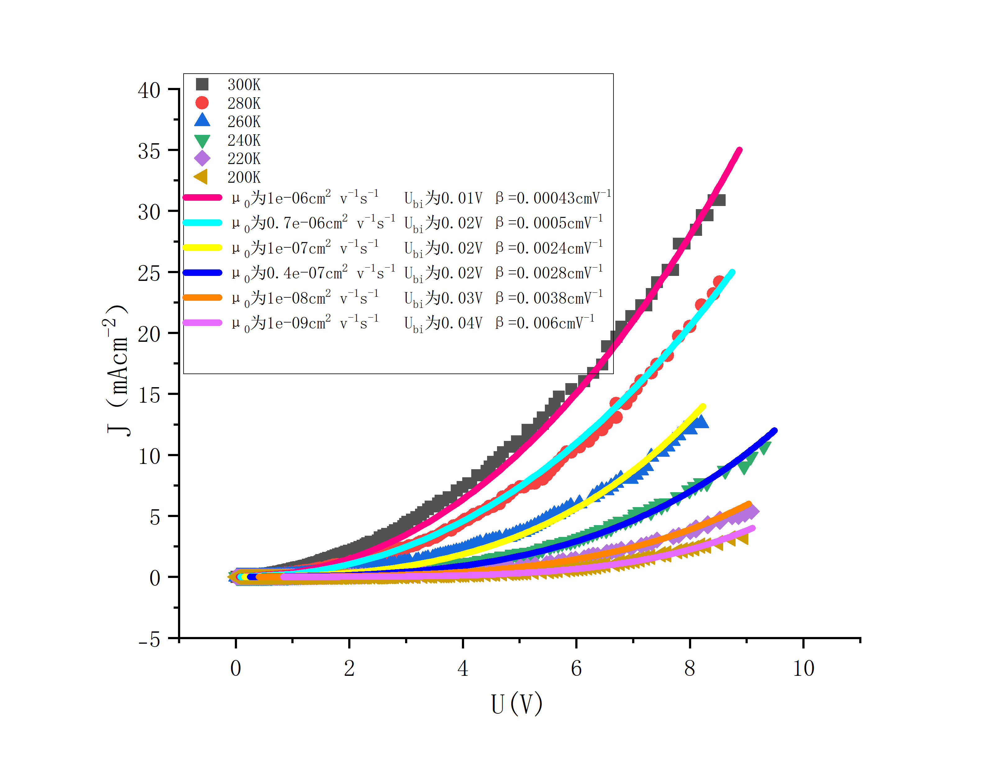 40
35
30
25
20
15
10
5
0
-5
J (mAcm⁻²)
300K
280K
260K
240K
220K
200K
μ₀为1e-06cm² v⁻¹s⁻¹ U_bi为0.01V β=0.00043cmV⁻¹
μ₀为0.7e-06cm² v⁻¹s⁻¹ U_bi为0.02V β=0.0005cmV⁻¹
μ₀为1e-07cm² v⁻¹s⁻¹ U_bi为0.02V β=0.0024cmV⁻¹
μ₀为0.4e-07cm² v⁻¹s⁻¹ U_bi为0.02V β=0.0028cmV⁻¹
μ₀为1e-08cm² v⁻¹s⁻¹ U_bi为0.03V β=0.0038cmV⁻¹
μ₀为1e-09cm² v⁻¹s⁻¹ U_bi为0.04V β=0.006cmV⁻¹
0 2 4 6 8 10
U(V)